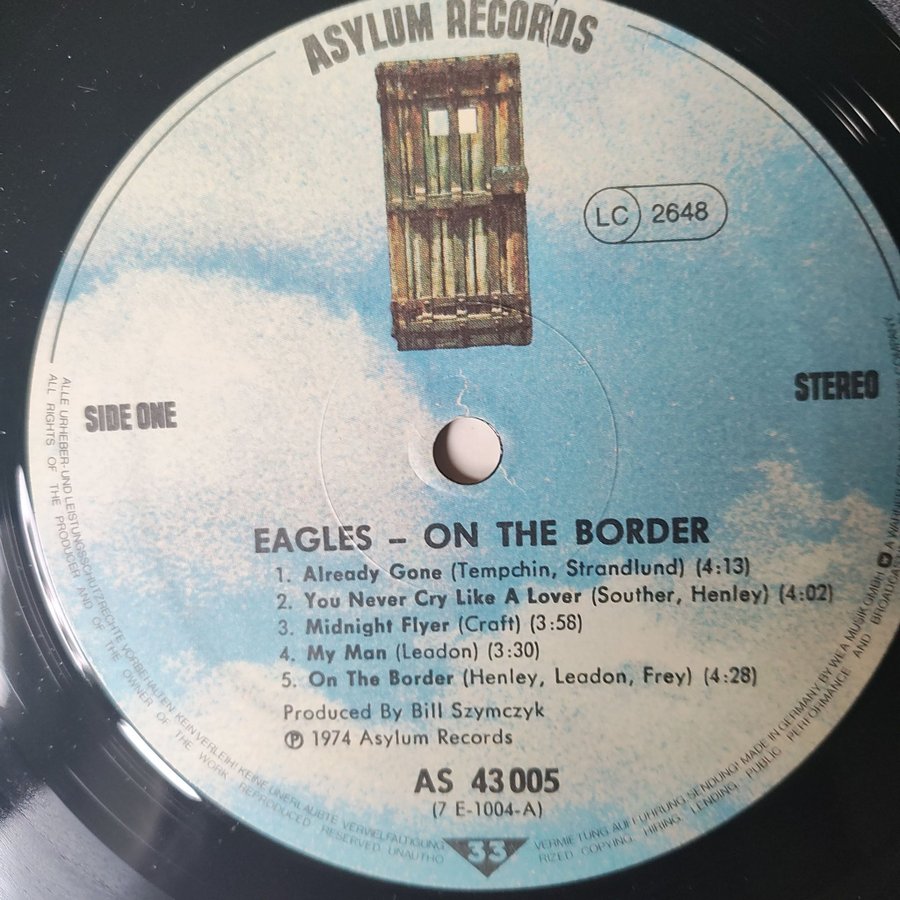 ASYLUM RECORDS
LC 2648
SIDE ONE
STEREO
EAGLES – ON THE BORDER
1. Already Gone (Tempchin, Strandlund) (4:13)
2. You Never Cry Like A Lover (Souther, Henley) (4:02)
3. Midnight Flyer (Craft) (3:58)
4. My Man (Leadon) (3:30)
5. On The Border (Henley, Leadon, Frey) (4:28)
Produced By Bill Szymczyk
℗ 1974 Asylum Records
AS 43 005
(7 E-1004-A)
33
ALLE URHEBER- UND LEISTUNGSSCHUTZRECHTE VORBEHALTEN. KEIN VERLEIH! KEINE UNERLAUBTE VERVIELFÄLTIGUNG
VERMIETUNG AUFFÜHRUNG SENDUNG! MADE IN GERMANY BY WEA MUSIK GMBH
ALL RIGHTS OF THE PRODUCER AND OF THE OWNER OF THE WORK REPRODUCED RESERVED UNAUTHO
RIZED COPYING, HIRING, LENDING, PUBLIC PERFORMANCE AND